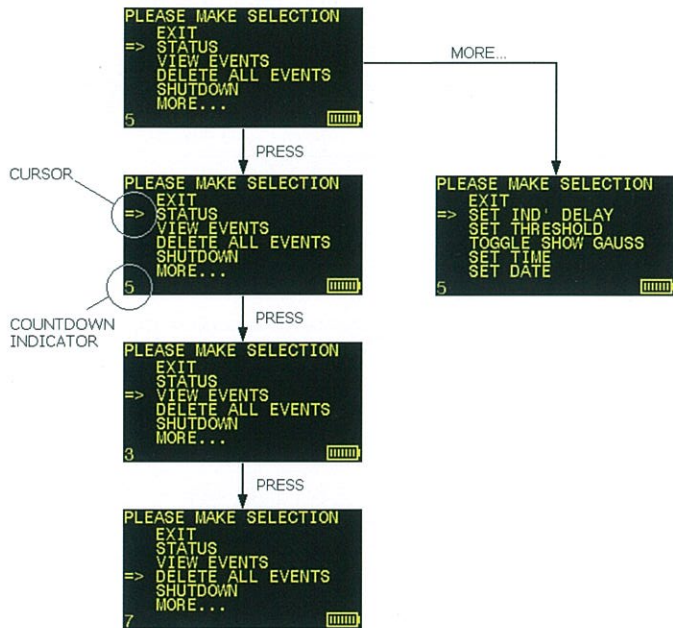 PLEASE MAKE SELECTION
EXIT
=> STATUS
VIEW EVENTS
DELETE ALL EVENTS
SHUTDOWN
MORE...
5
MORE...
PRESS
CURSOR
PLEASE MAKE SELECTION
EXIT
=> STATUS
VIEW EVENTS
DELETE ALL EVENTS
SHUTDOWN
MORE...
5
PLEASE MAKE SELECTION
EXIT
=> SET IND' DELAY
SET THRESHOLD
TOGGLE SHOW GAUSS
SET TIME
SET DATE
5
COUNTDOWN
INDICATOR
PRESS
PLEASE MAKE SELECTION
EXIT
STATUS
=> VIEW EVENTS
DELETE ALL EVENTS
SHUTDOWN
MORE...
3
PRESS
PLEASE MAKE SELECTION
EXIT
STATUS
VIEW EVENTS
=> DELETE ALL EVENTS
SHUTDOWN
MORE...
7